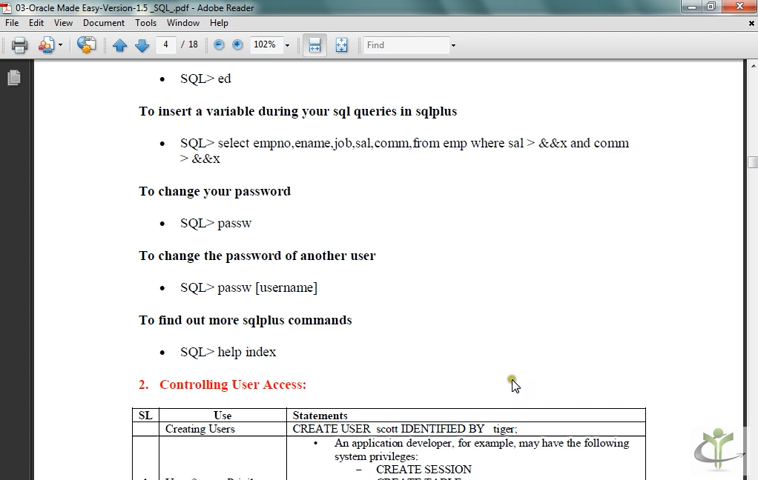 03-Oracle Made Easy-Version-1.5 _SQL_.pdf - Adobe Reader
File Edit View Document Tools Window Help
4 / 18 102% Find
• SQL> ed
To insert a variable during your sql queries in sqlplus
• SQL> select empno,ename,job,sal,comm,from emp where sal > &&x and comm
> &&x
To change your password
• SQL> passw
To change the password of another user
• SQL> passw [username]
To find out more sqlplus commands
• SQL> help index
2. Controlling User Access:
SL Use Statements
Creating Users CREATE USER scott IDENTIFIED BY tiger;
• An application developer, for example, may have the following
system privileges:
– CREATE SESSION
CREATE TABLE